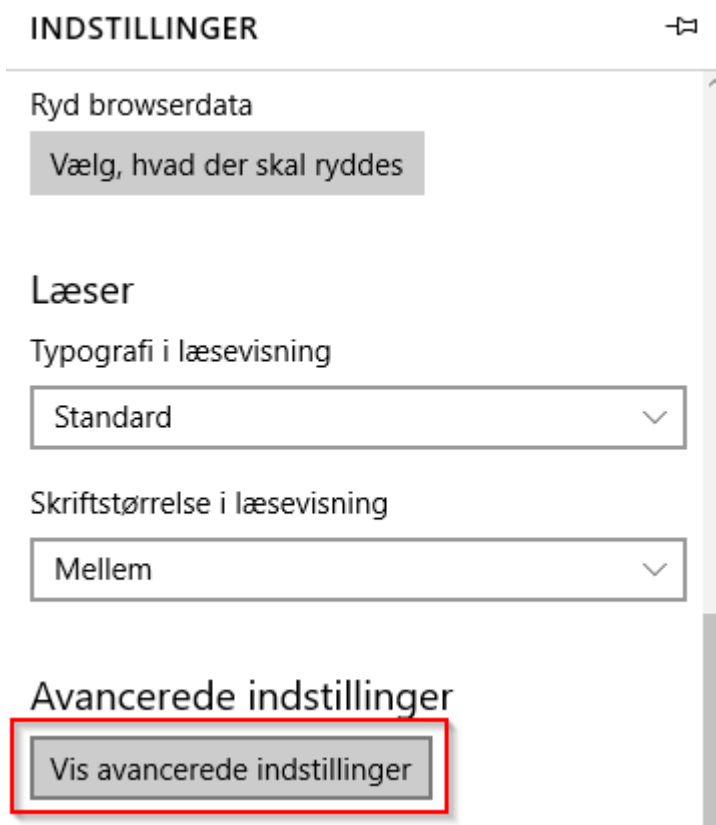 INDSTILLINGER
Ryd browserdata
Vælg, hvad der skal ryddes
Læser
Typografi i læsevisning
Standard
Skriftstørrelse i læsevisning
Mellem
Avancerede indstillinger
Vis avancerede indstillinger